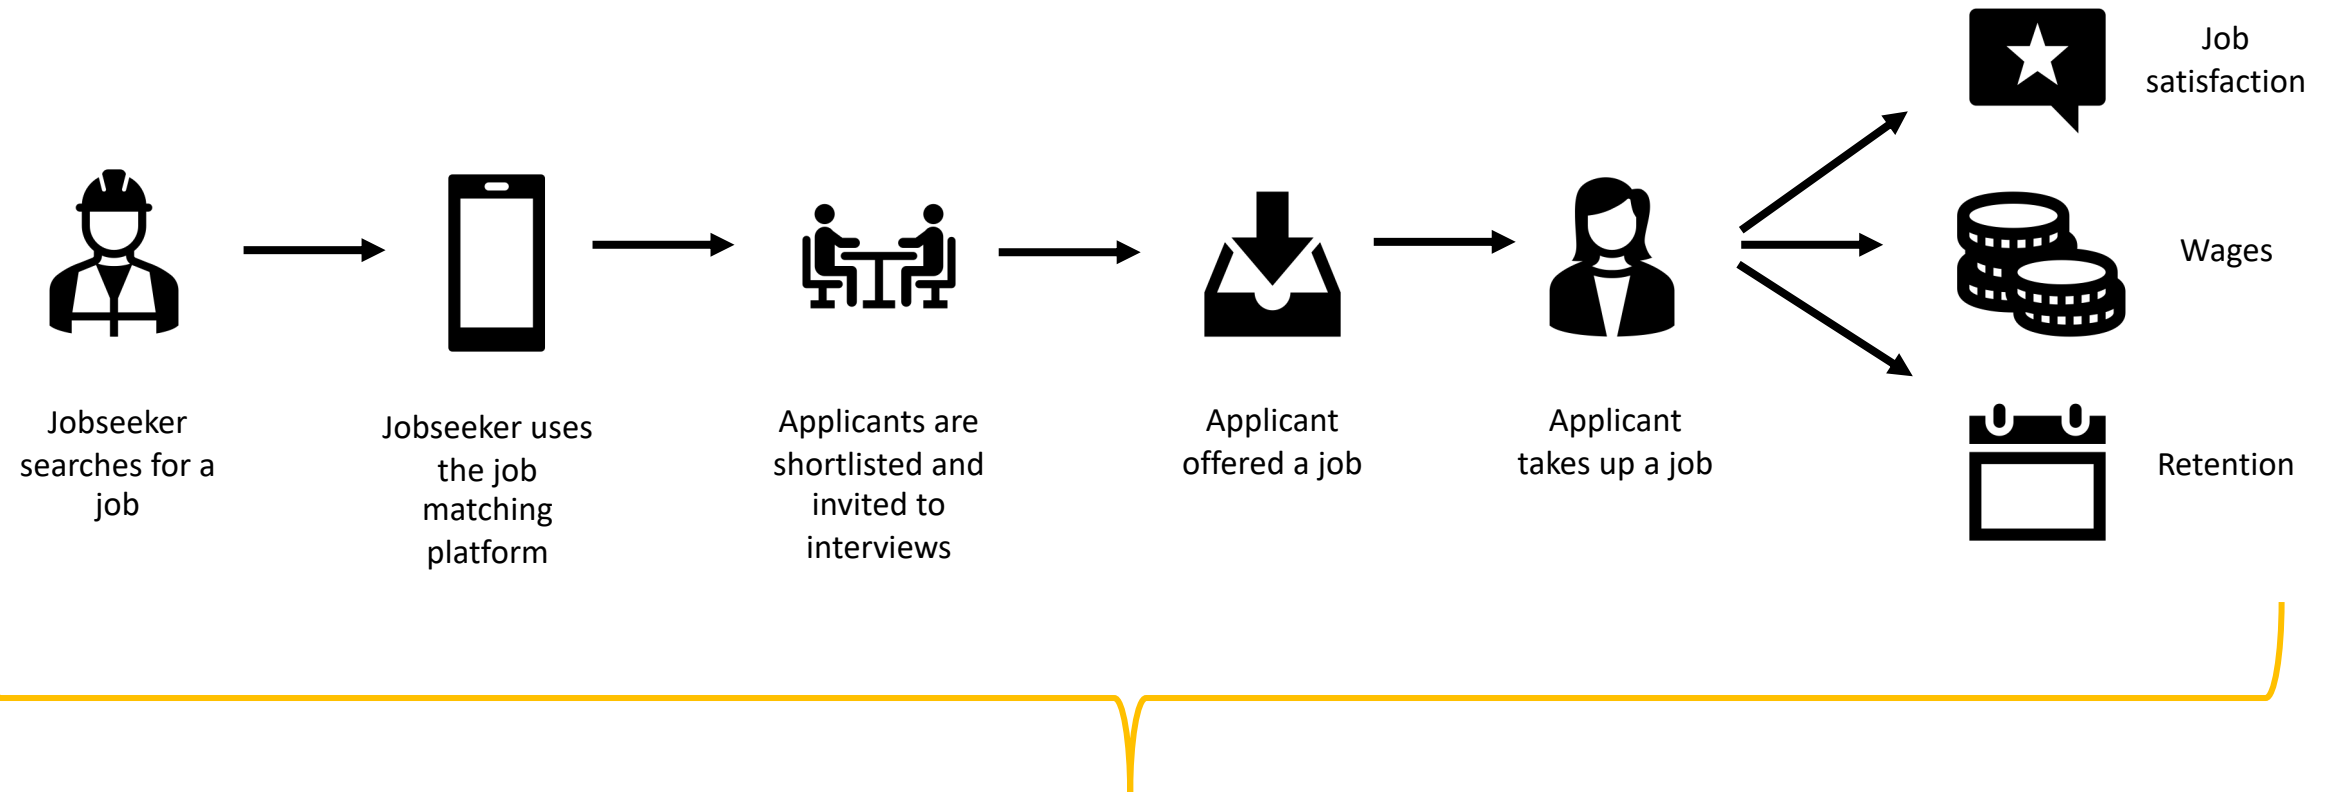 Jobseeker
searches for a
job
Jobseeker uses
the job
matching
platform
Applicants are
shortlisted and
invited to
interviews
Applicant
offered a job
Applicant
takes up a job
Job
satisfaction
Wages
Retention